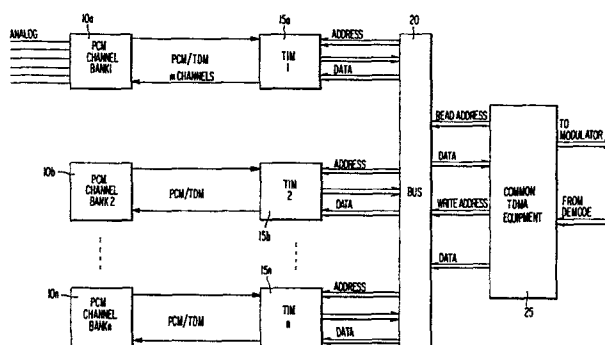 10a
15a
20
ANALOG
PCM
CHANNEL
BANK1
PCM/TDM
m CHANNELS
TIM
1
ADDRESS
DATA
READ ADDRESS
TO
MODULATOR
DATA
10b
PCM
CHANNEL
BANK2
PCM/TDM
TIM
2
15b
ADDRESS
DATA
BUS
WRITE ADDRESS
COMMON
TDMA
EQUIPMENT
FROM
DEMODE
DATA
10n
PCM
CHANNEL
BANKn
PCM/TDM
15n
TIM
n
ADDRESS
DATA
25